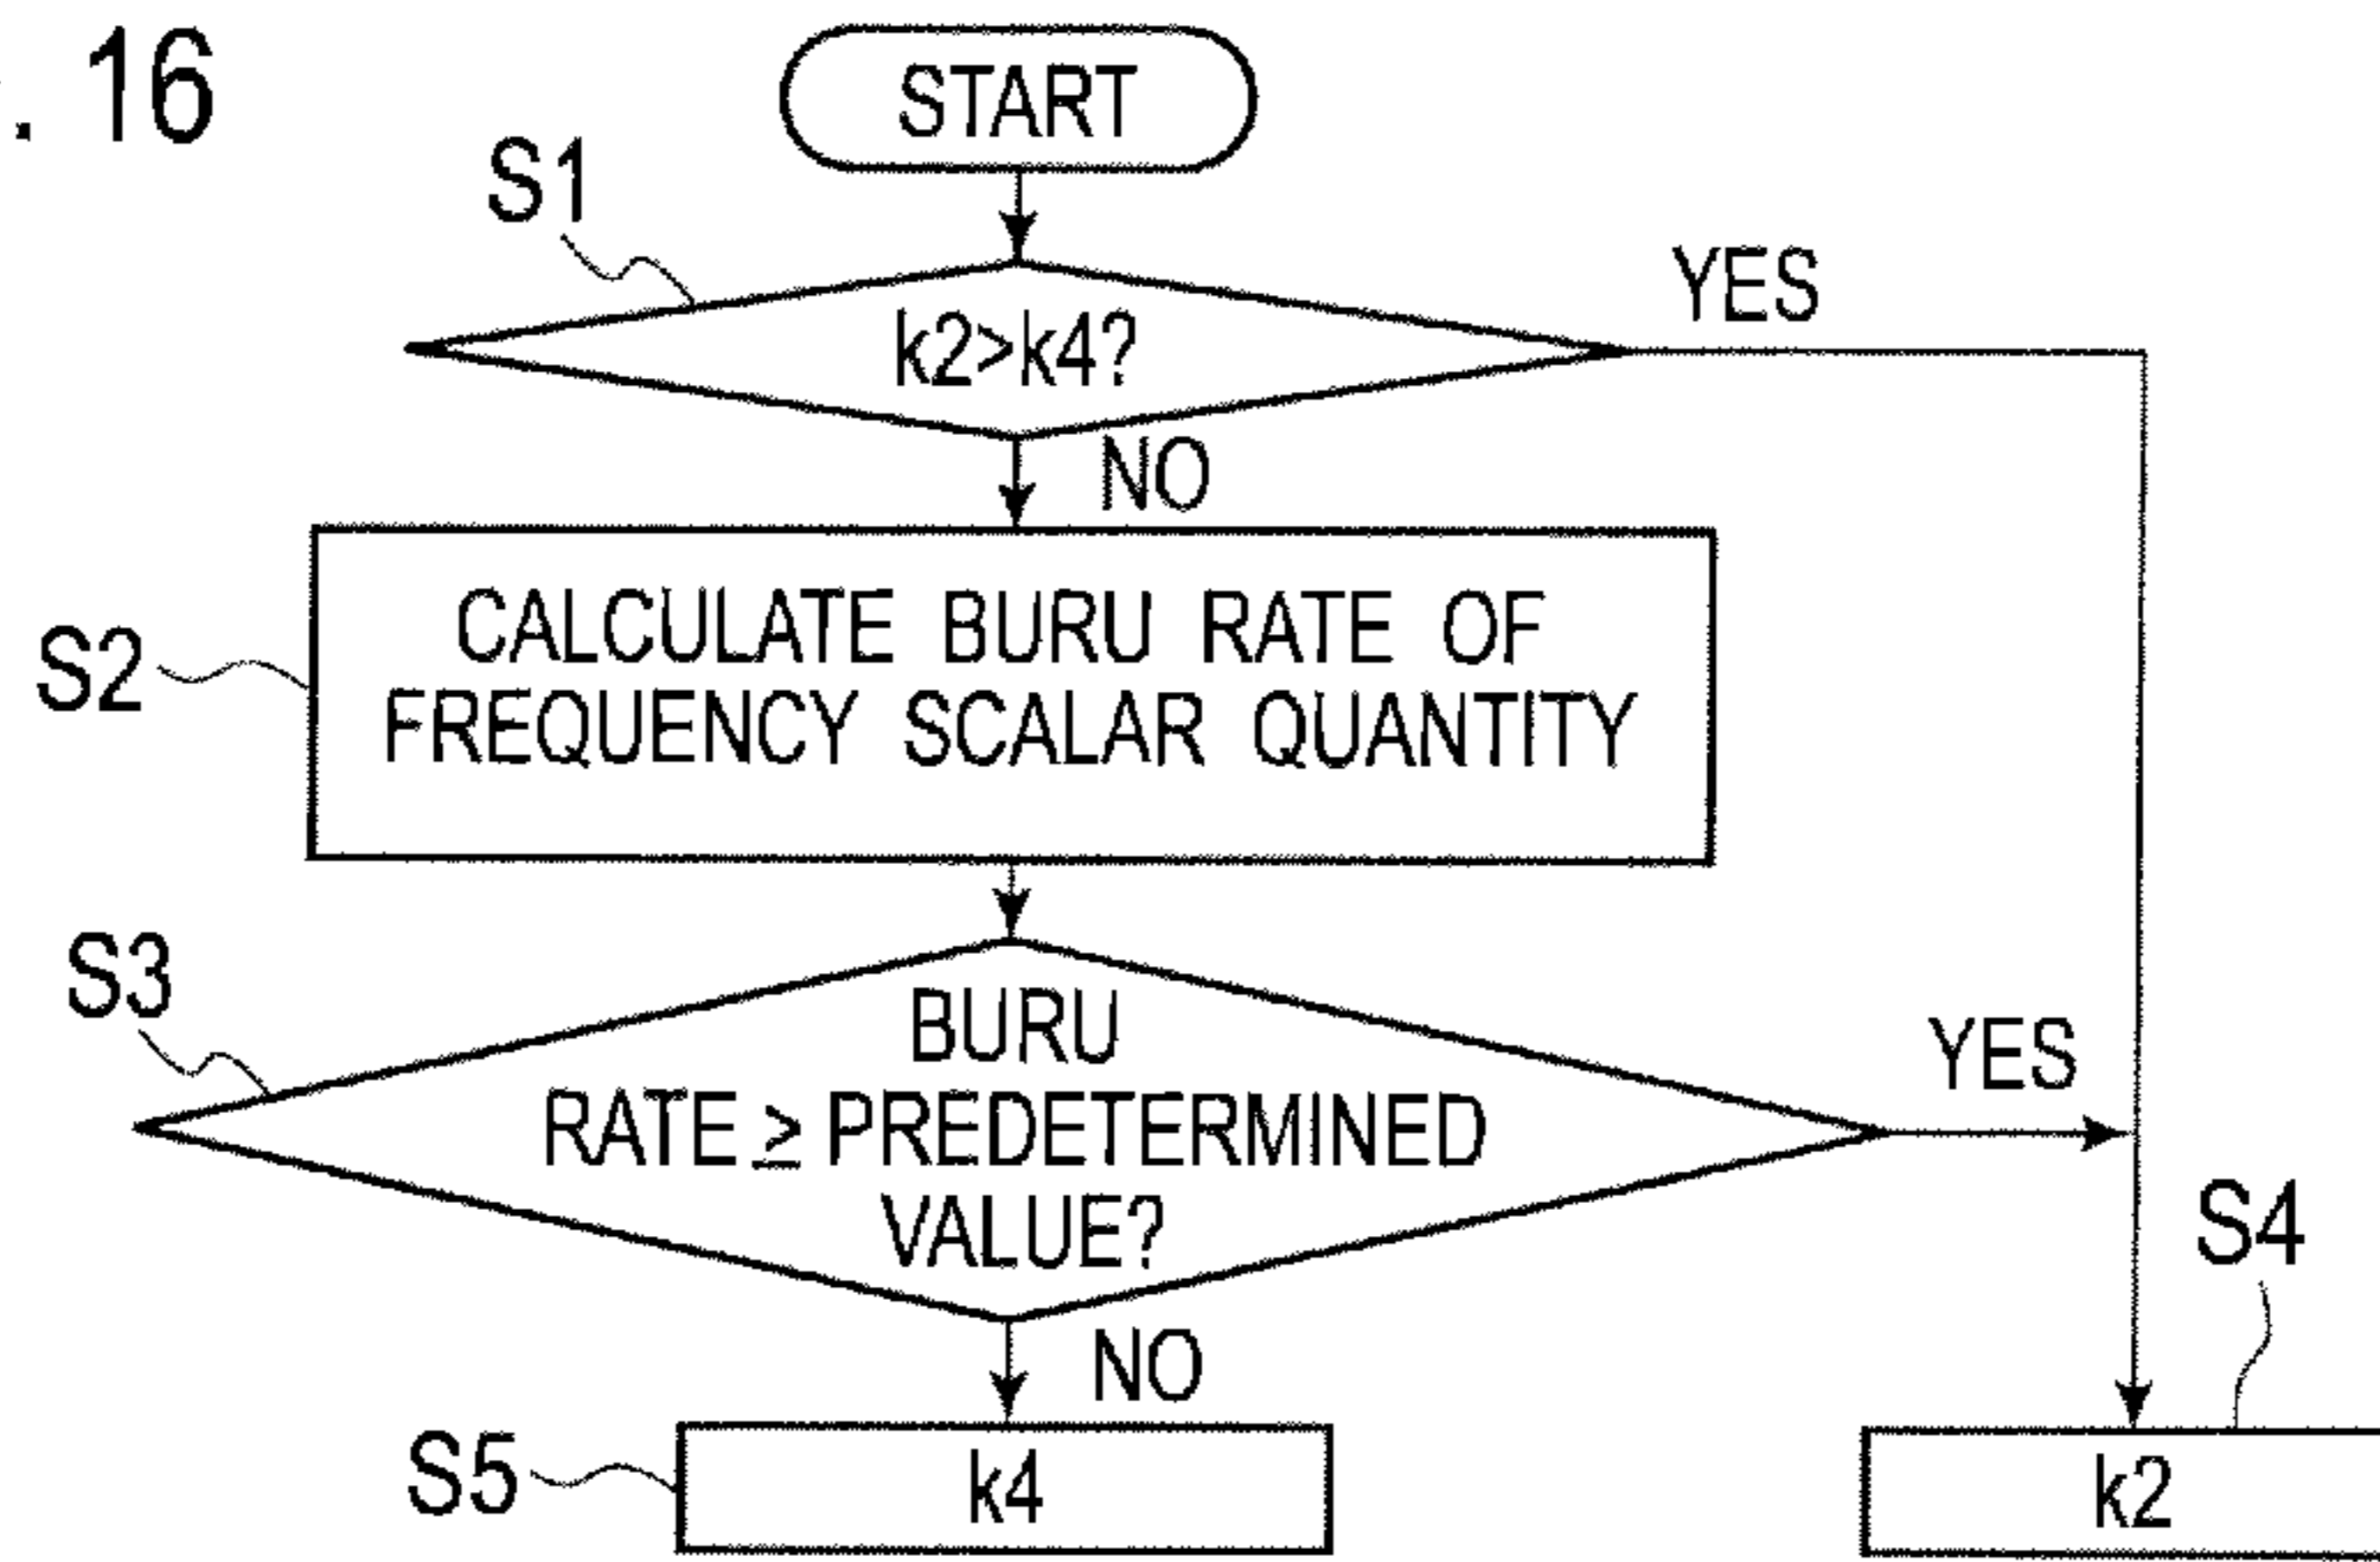 . 16
START
S1
k2>k4?
YES
NO
S2
CALCULATE BURU RATE OF
FREQUENCY SCALAR QUANTITY
S3
BURU
RATE ≥ PREDETERMINED
VALUE?
YES
NO
S4
S5
k4
k2